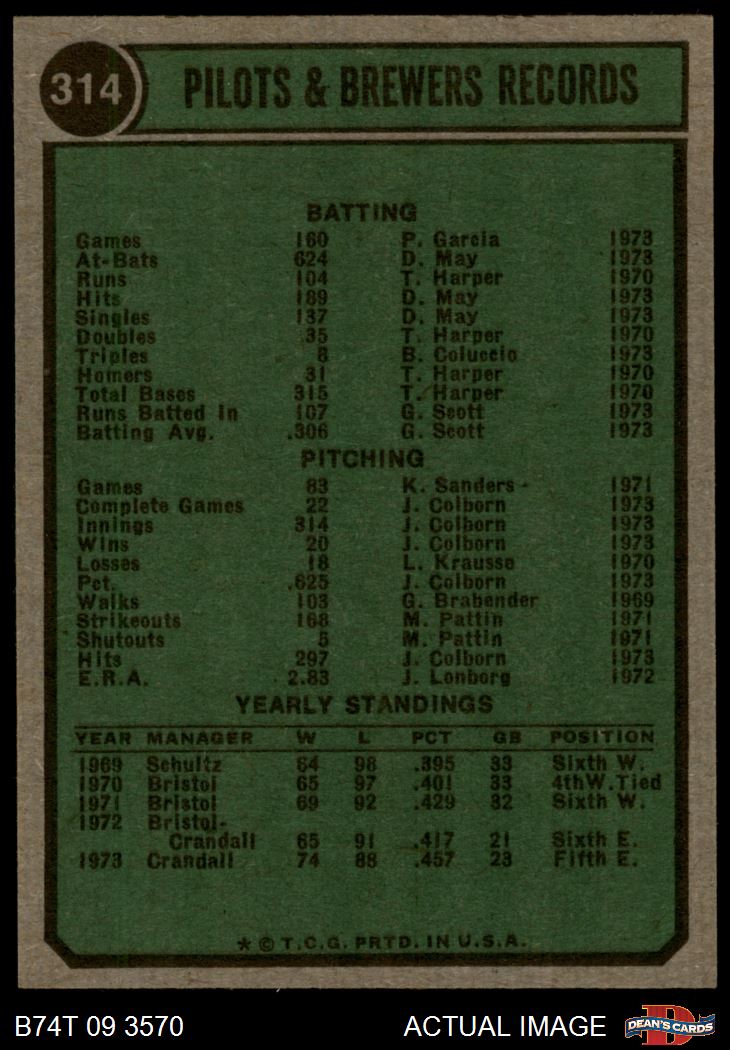 314
PILOTS & BREWERS RECORDS
BATTING
Games 160 P. Garcia 1973
At-Bats 624 D. May 1973
Runs 104 T. Harper 1970
Hits 189 D. May 1973
Singles 137 D. May 1973
Doubles 35 T. Harper 1970
Triples 8 B. Coluccio 1973
Homers 31 T. Harper 1970
Total Bases 315 T. Harper 1970
Runs Batted In 107 G. Scott 1973
Batting Avg. .306 G. Scott 1973
PITCHING
Games 83 K. Sanders 1971
Complete Games 22 J. Colborn 1973
Innings 314 J. Colborn 1973
Wins 20 J. Colborn 1973
Losses 18 L. Krausse 1970
Pct. .625 J. Colborn 1973
Walks 103 G. Brabender 1969
Strikeouts 168 M. Pattin 1971
Shutouts 5 M. Pattin 1971
Hits 297 J. Colborn 1973
E.R.A. 2.83 J. Lonborg 1972
YEARLY STANDINGS
YEAR MANAGER W L PCT GB POSITION
1969 Schultz 64 98 .395 33 Sixth W.
1970 Bristol 65 97 .401 33 4thW.Tied
1971 Bristol 69 92 .429 32 Sixth W.
1972 Bristol-
Crandall 65 91 .417 21 Sixth E.
1973 Crandall 74 88 .457 23 Fifth E.
* © T.C.G. PRTD. IN U.S.A.
B74T 09 3570 ACTUAL IMAGE D DEAN'S CARDS